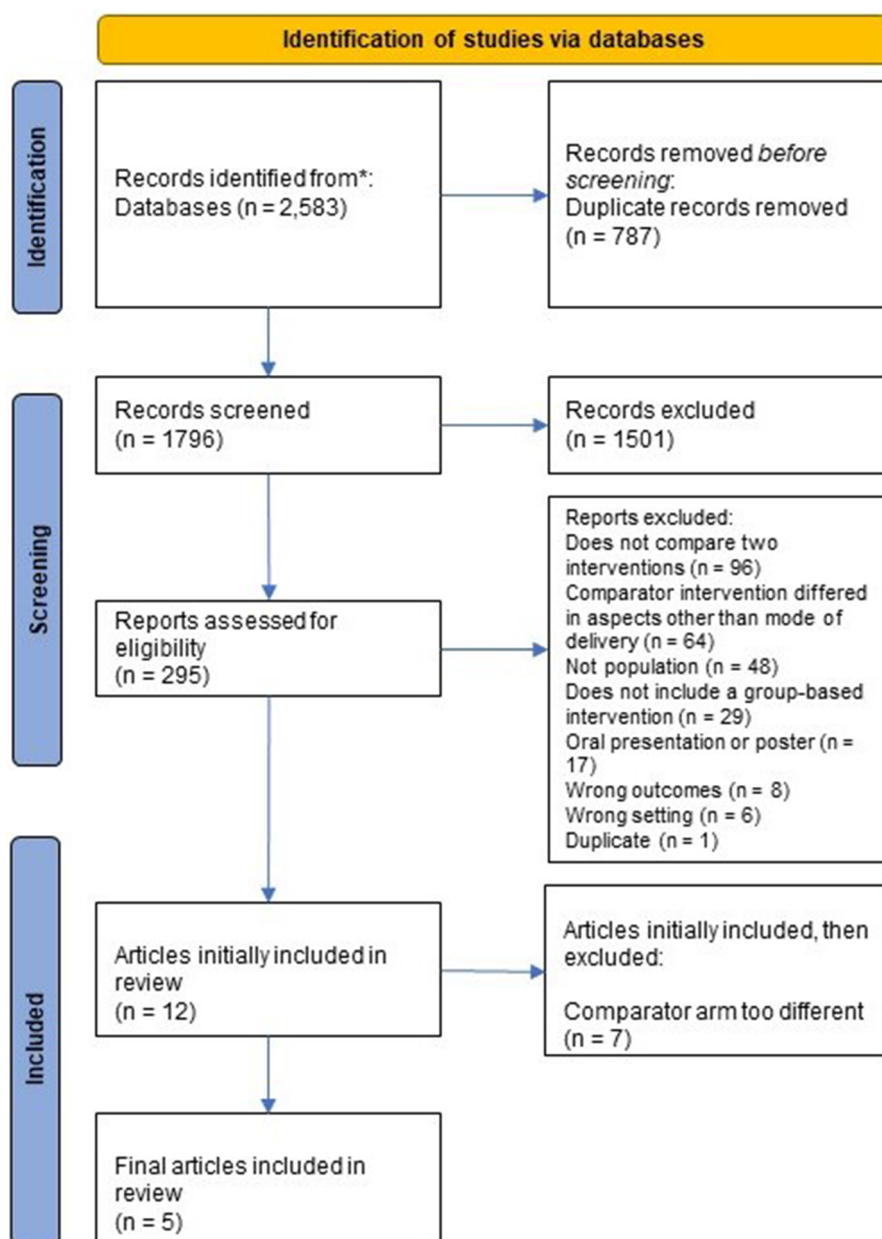 Identification of studies via databases
Identification
Records identified from*:
Databases (n = 2,583)
Records removed before
screening:
Duplicate records removed
(n = 787)
Screening
Records screened
(n = 1796)
Records excluded
(n = 1501)
Reports assessed for
eligibility
(n = 295)
Reports excluded:
Does not compare two
interventions (n = 96)
Comparator intervention differed
in aspects other than mode of
delivery (n = 64)
Not population (n = 48)
Does not include a group-based
intervention (n = 29)
Oral presentation or poster (n =
17)
Wrong outcomes (n = 8)
Wrong setting (n = 6)
Duplicate (n = 1)
Included
Articles initially included in
review
(n = 12)
Articles initially included, then
excluded:
Comparator arm too different
(n = 7)
Final articles included in
review
(n = 5)